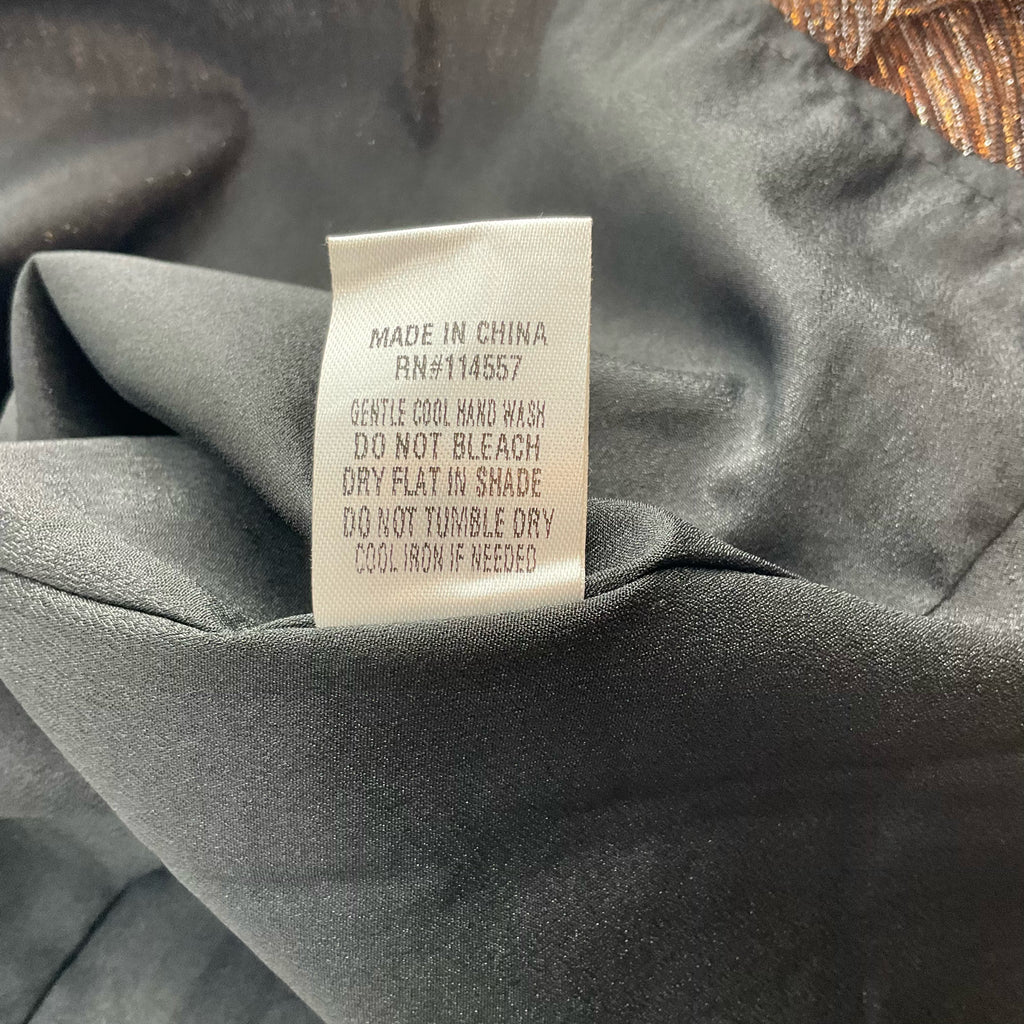 MADE IN CHINA
RN#114557
GENTLE COOL HAND WASH
DO NOT BLEACH
DRY FLAT IN SHADE
DO NOT TUMBLE DRY
COOL IRON IF NEEDED